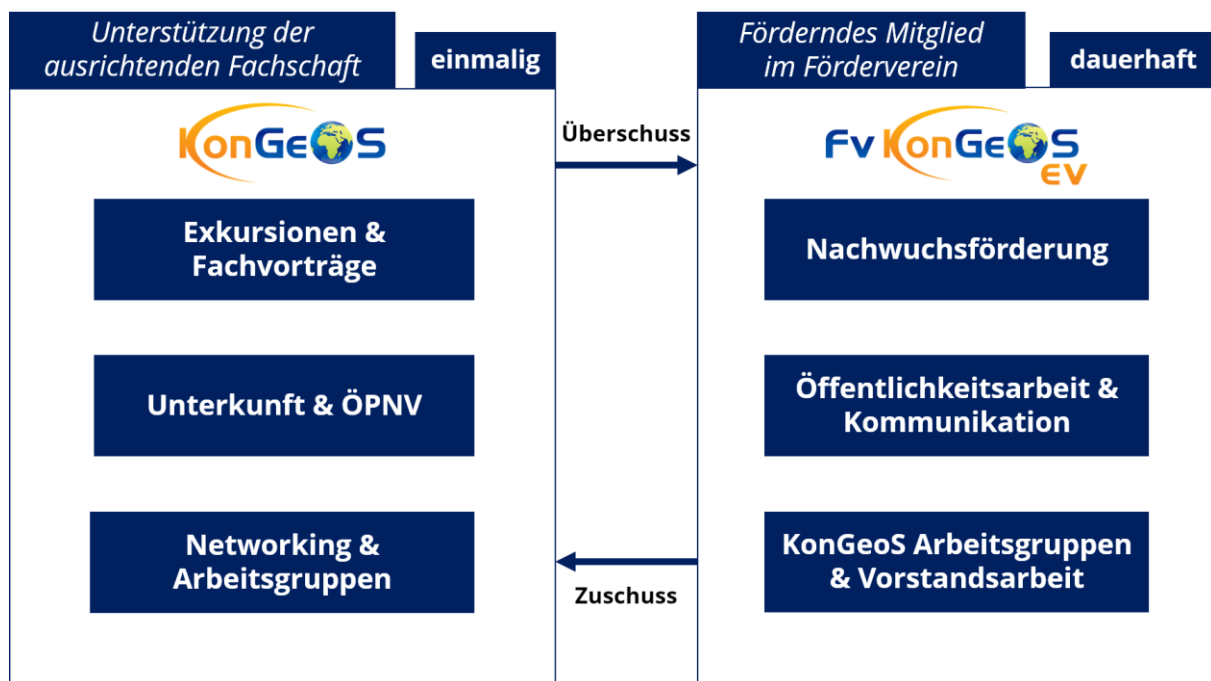 Unterstützung der
ausrichtenden Fachschaft
einmalig
KonGeOS
Exkursionen &
Fachvorträge
Unterkunft & ÖPNV
Networking &
Arbeitsgruppen
Überschuss
Zuschuss
Förderndes Mitglied
im Förderverein
dauerhaft
FV KonGeOS
EV
Nachwuchsförderung
Öffentlichkeitsarbeit &
Kommunikation
KonGeoS Arbeitsgruppen
& Vorstandsarbeit